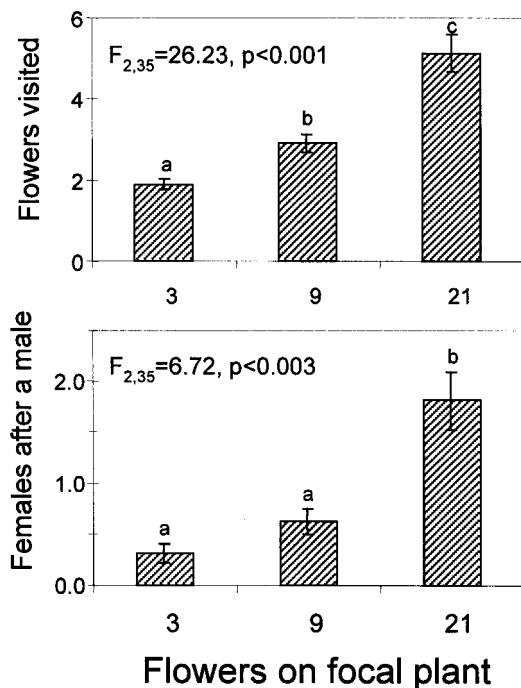 Flowers visited
F2,35=26.23, p<0.001
6
4
2
0
a
b
c
3 9 21
Females after a male
F2,35=6.72, p<0.003
2.0
1.0
0.0
a
a
b
3 9 21
Flowers on focal plant